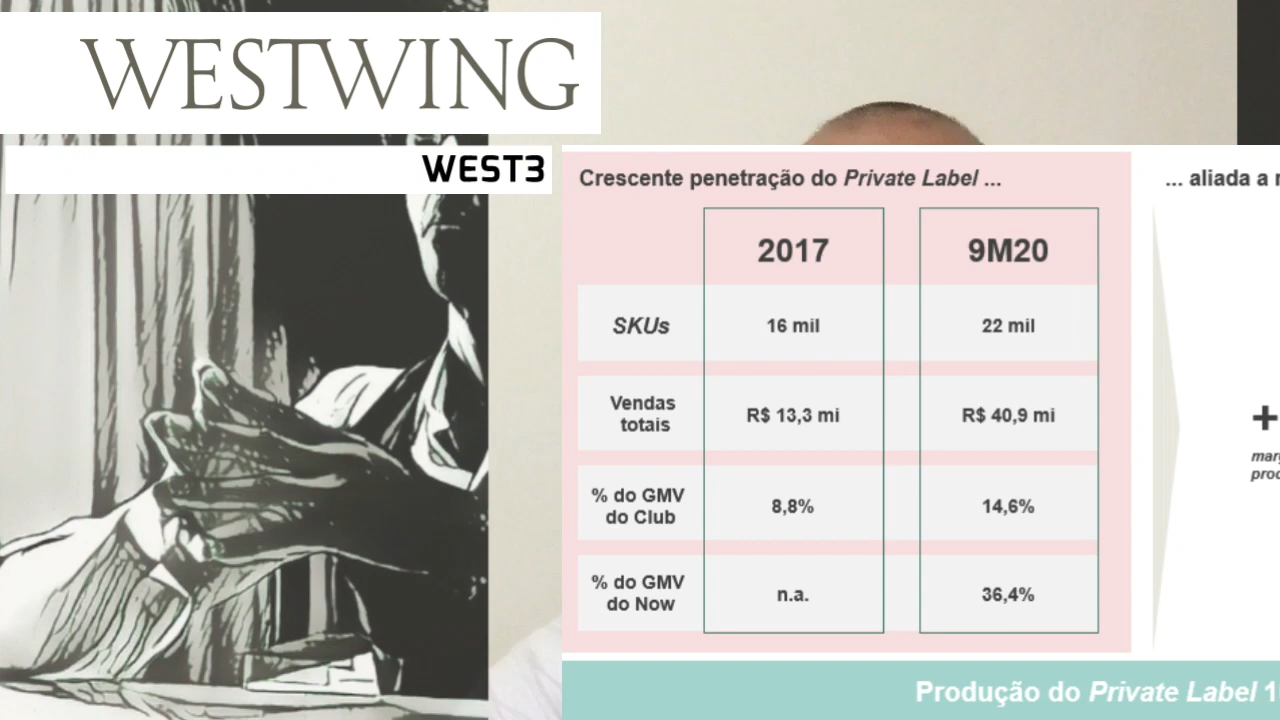 WESTWING
WEST3
Crescente penetração do Private Label ...
... aliada a
2017 9M20
SKUs 16 mil 22 mil
Vendas
totais
R$ 13,3 mi R$ 40,9 mi
% do GMV
do Club
8,8% 14,6%
% do GMV
do Now
n.a. 36,4%
+
Produção do Private Label